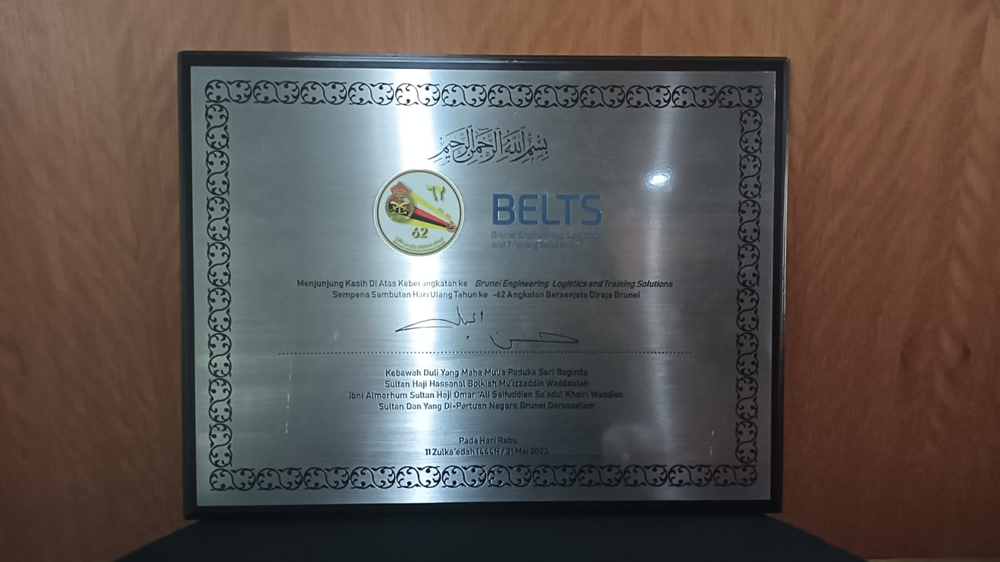 بسم الله الرحمن الرحيم
٦٢
62
BELTS
Brunei Engineering Logistics
and Training Solutions
Menjunjung Kasih Di Atas Keberangkatan ke Brunei Engineering Logistics and Training Solutions
Sempena Sambutan Hari Ulang Tahun ke -62 Angkatan Bersenjata Diraja Brunei
حسن البلقيه
Kebawah Duli Yang Maha Mulia Paduka Seri Baginda
Sultan Haji Hassanal Bolkiah Mu'izzaddin Waddaulah
Ibni Almarhum Sultan Haji Omar 'Ali Saifuddien Sa'adul Khairi Waddien
Sultan Dan Yang Di-Pertuan Negara Brunei Darussalam
Pada Hari Rabu
11 Zulka'edah 1444H / 31 Mei 2023